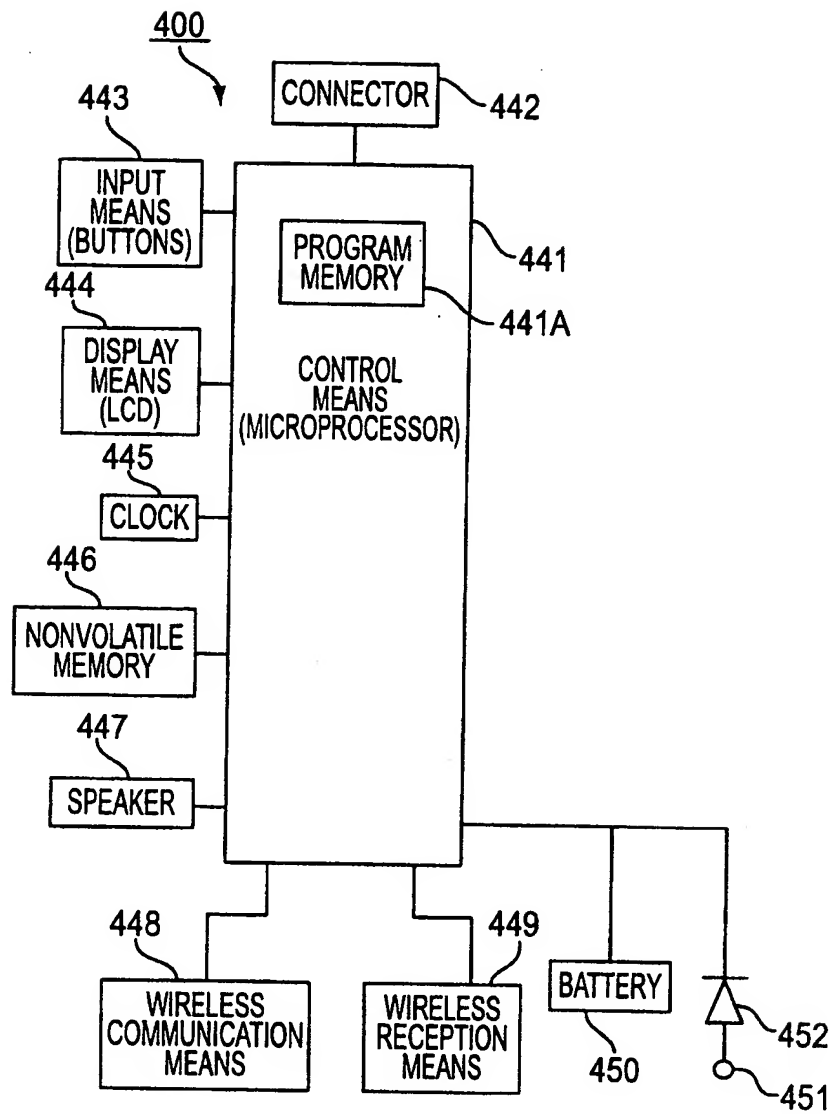 400
CONNECTOR
442
443
INPUT
MEANS
(BUTTONS)
441
PROGRAM
MEMORY
441A
444
DISPLAY
MEANS
(LCD)
CONTROL
MEANS
(MICROPROCESSOR)
445
CLOCK
446
NONVOLATILE
MEMORY
447
SPEAKER
448
WIRELESS
COMMUNICATION
MEANS
449
WIRELESS
RECEPTION
MEANS
BATTERY
450
452
451